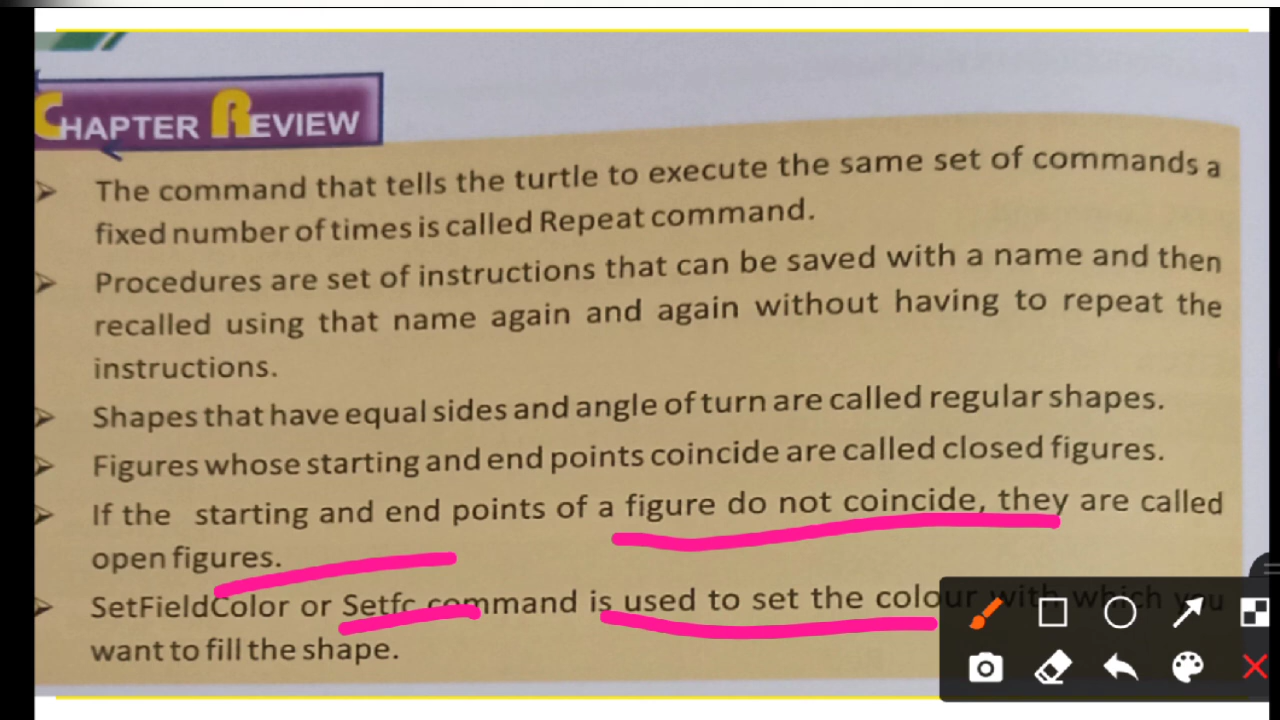 CHAPTER REVIEW
The command that tells the turtle to execute the same set of commands a
fixed number of times is called Repeat command.
Procedures are set of instructions that can be saved with a name and then
recalled using that name again and again without having to repeat the
instructions.
Shapes that have equal sides and angle of turn are called regular shapes.
Figures whose starting and end points coincide are called closed figures.
If the starting and end points of a figure do not coincide, they are called
open figures.
SetFieldColor or Setfc command is used to set the colour with which you
want to fill the shape.